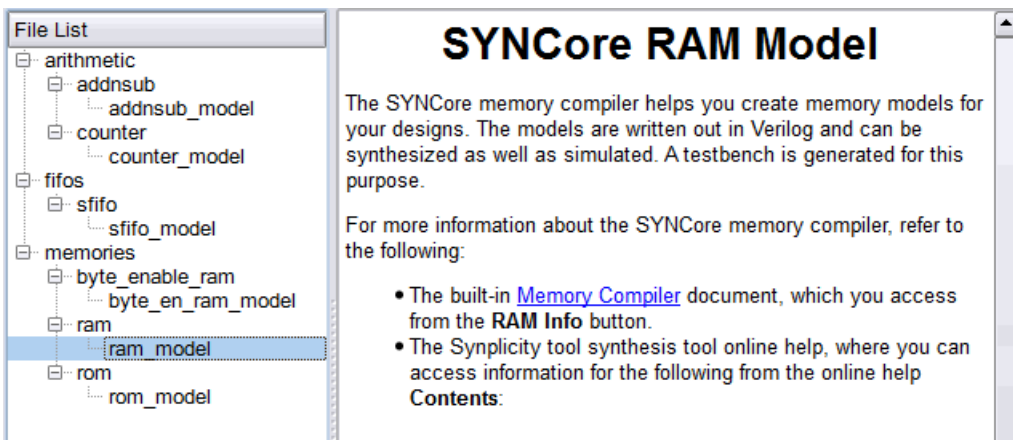 File List
arithmetic
addnsub
addnsub_model
counter
counter_model
fifos
sfifo
sfifo_model
memories
byte_enable_ram
byte_en_ram_model
ram
ram_model
rom
rom_model
SYNCore RAM Model
The SYNCore memory compiler helps you create memory models for
your designs. The models are written out in Verilog and can be
synthesized as well as simulated. A testbench is generated for this
purpose.
For more information about the SYNCore memory compiler, refer to
the following:
• The built-in Memory Compiler document, which you access
from the RAM Info button.
• The Synplicity tool synthesis tool online help, where you can
access information for the following from the online help
Contents: